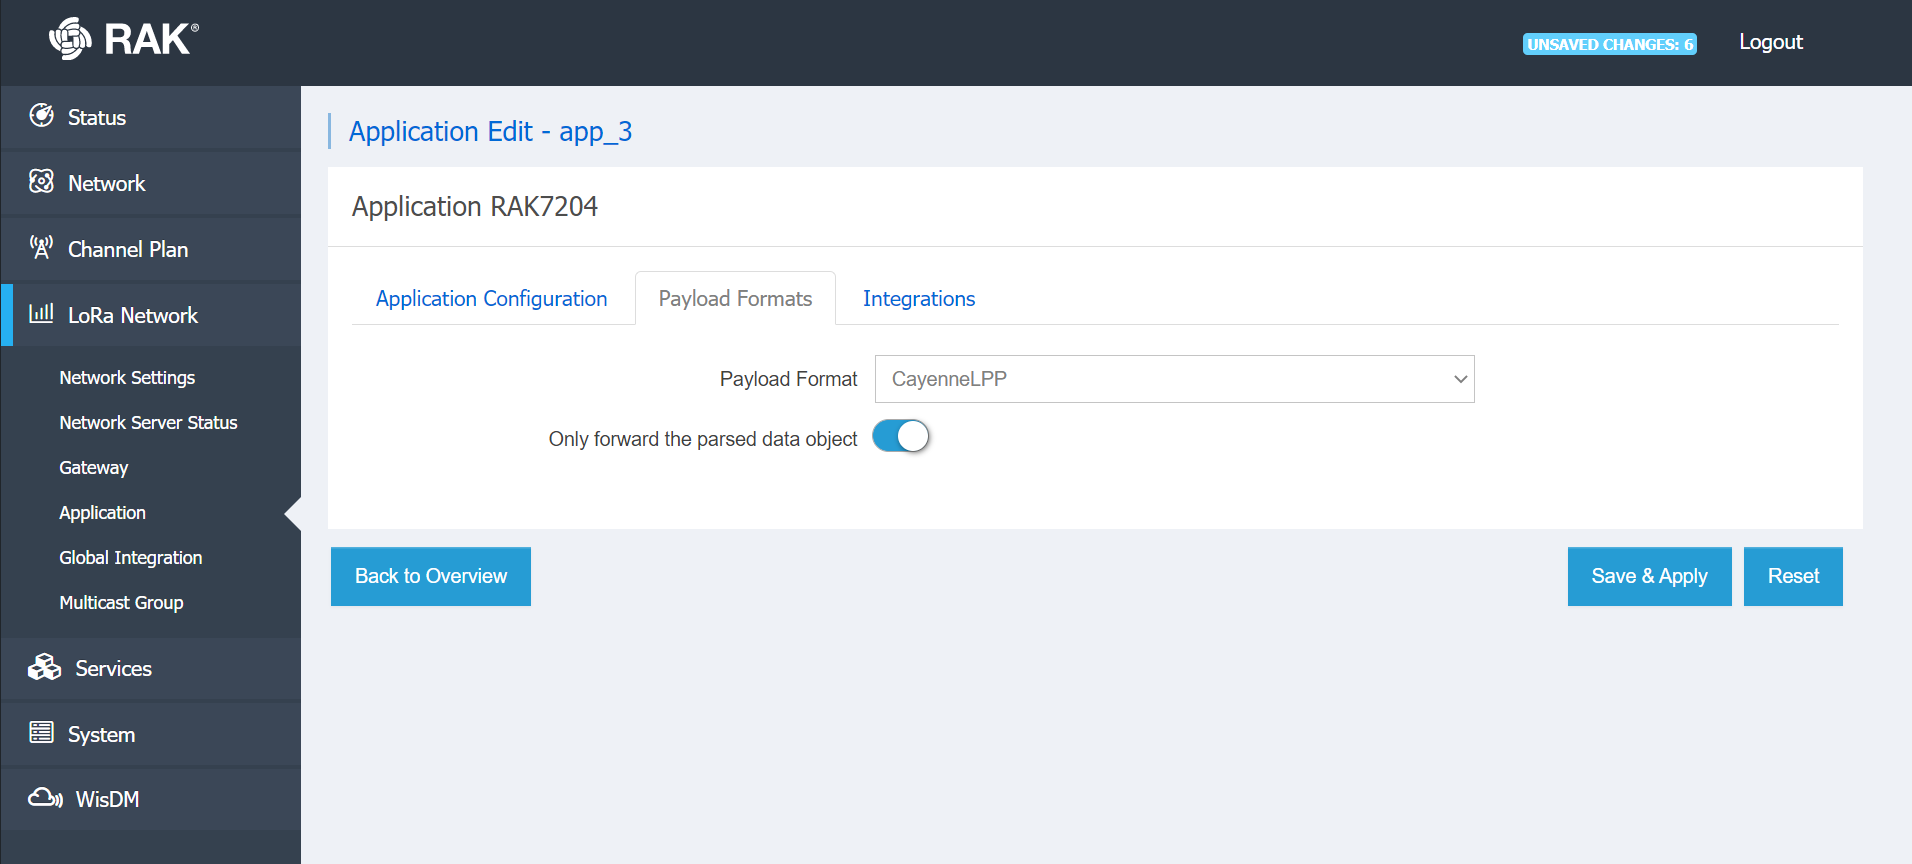 RAK®
UNSAVED CHANGES: 6
Logout
Status
Network
Channel Plan
LoRa Network
Network Settings
Network Server Status
Gateway
Application
Global Integration
Multicast Group
Services
System
WisDM
Application Edit - app_3
Application RAK7204
Application Configuration
Payload Formats
Integrations
Payload Format
CayenneLPP
Only forward the parsed data object
Back to Overview
Save & Apply
Reset